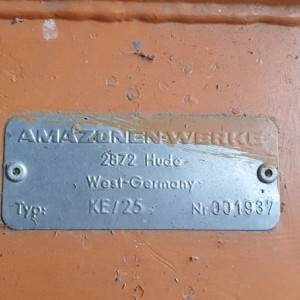 AMAZONEN-WERKE
2872 Hude
West-Germany
Typ: KE/25 Nr 001937